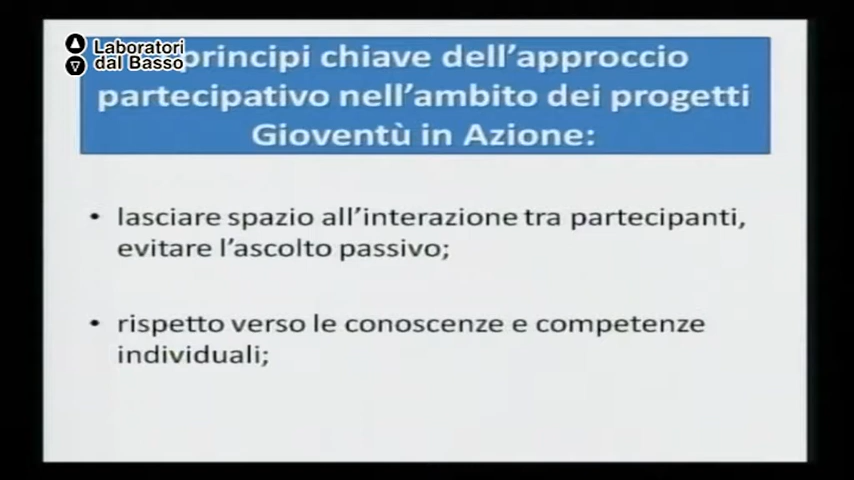 Laboratori
dal Basso
principi chiave dell'approccio
partecipativo nell'ambito dei progetti
Gioventù in Azione:
• lasciare spazio all'interazione tra partecipanti,
evitare l'ascolto passivo;
• rispetto verso le conoscenze e competenze
individuali;